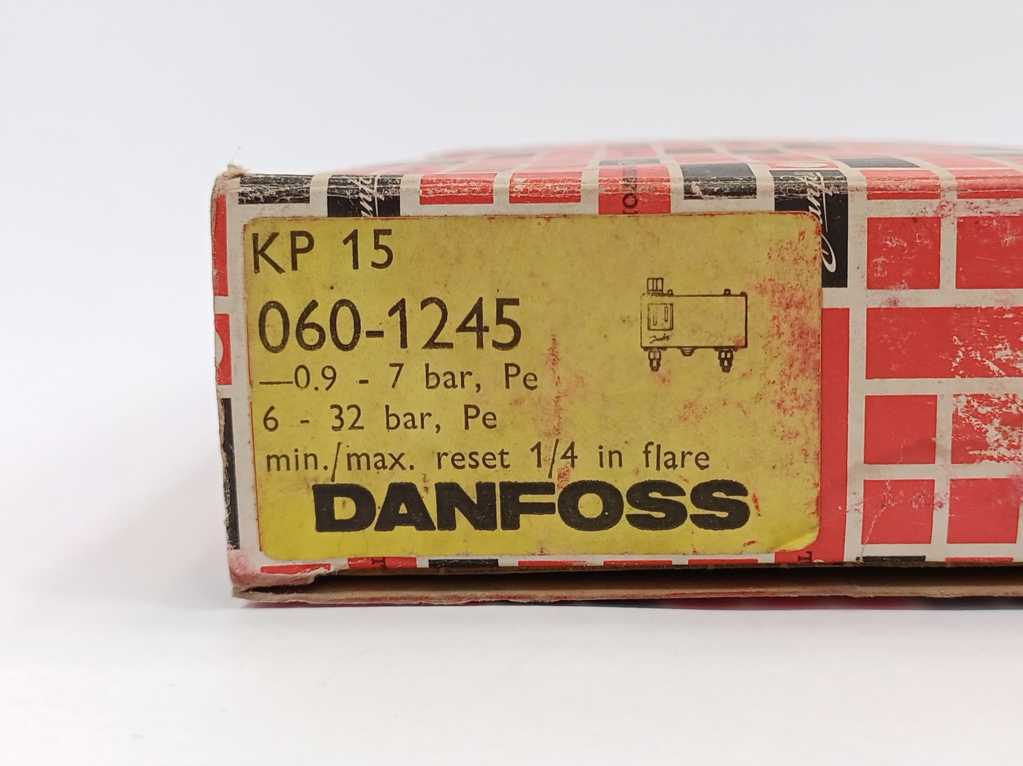 KP 15
060-1245
—0.9 - 7 bar, Pe
6 - 32 bar, Pe
min./max. reset 1/4 in flare
DANFOSS